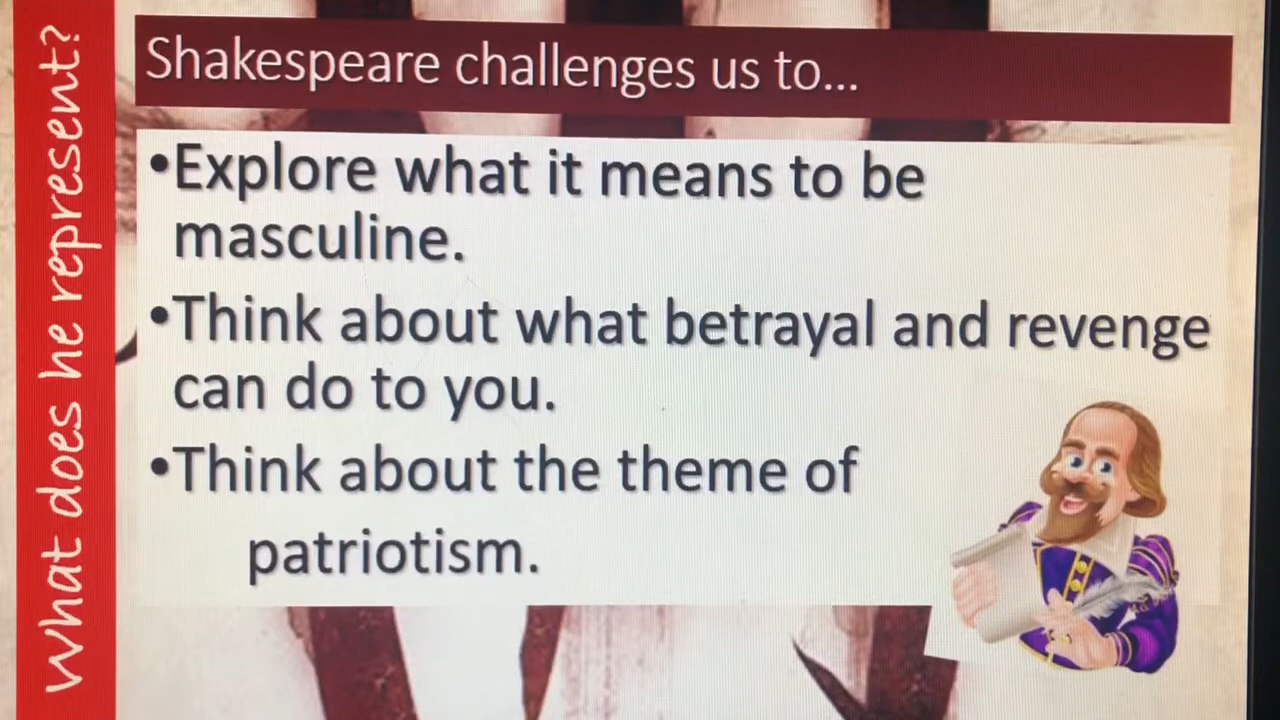 What does he represent?
Shakespeare challenges us to...
•Explore what it means to be
masculine.
•Think about what betrayal and revenge
can do to you.
•Think about the theme of
patriotism.